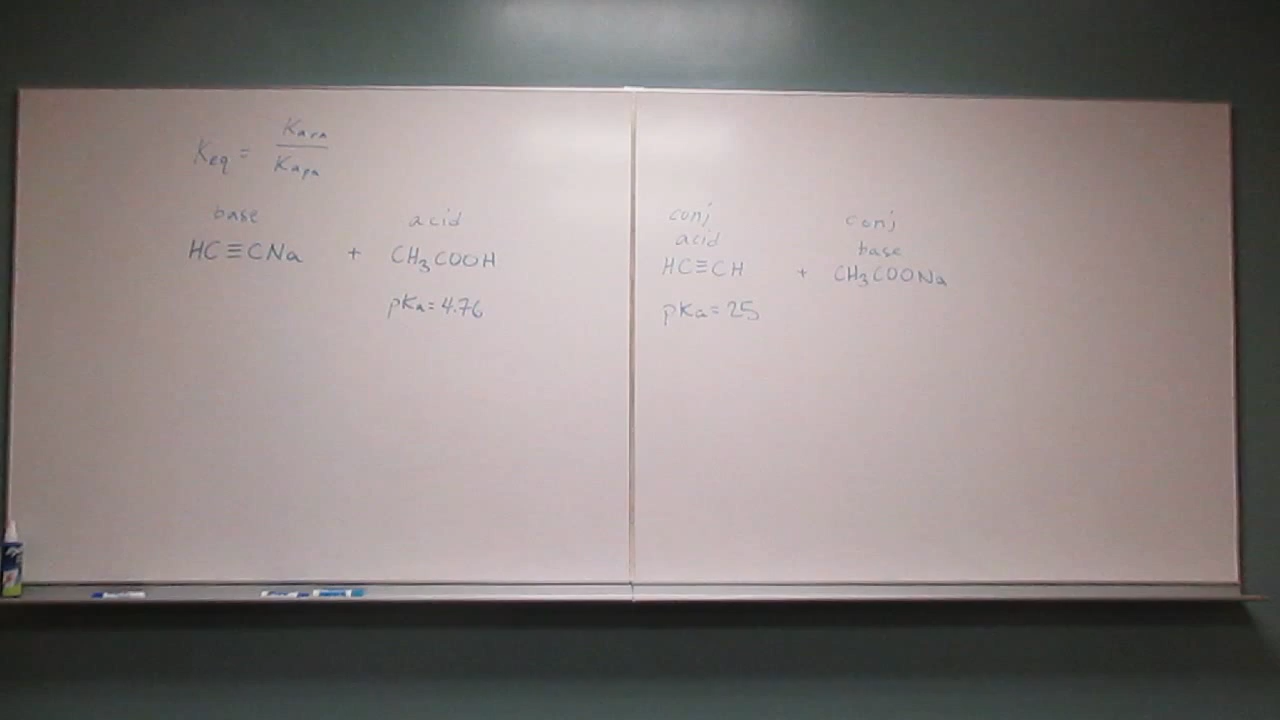 Keq = Kara / Kapa
base acid
HC≡CNa + CH3COOH
pKa=4.76
conj acid conj base
HC≡CH + CH3COONa
pKa=25